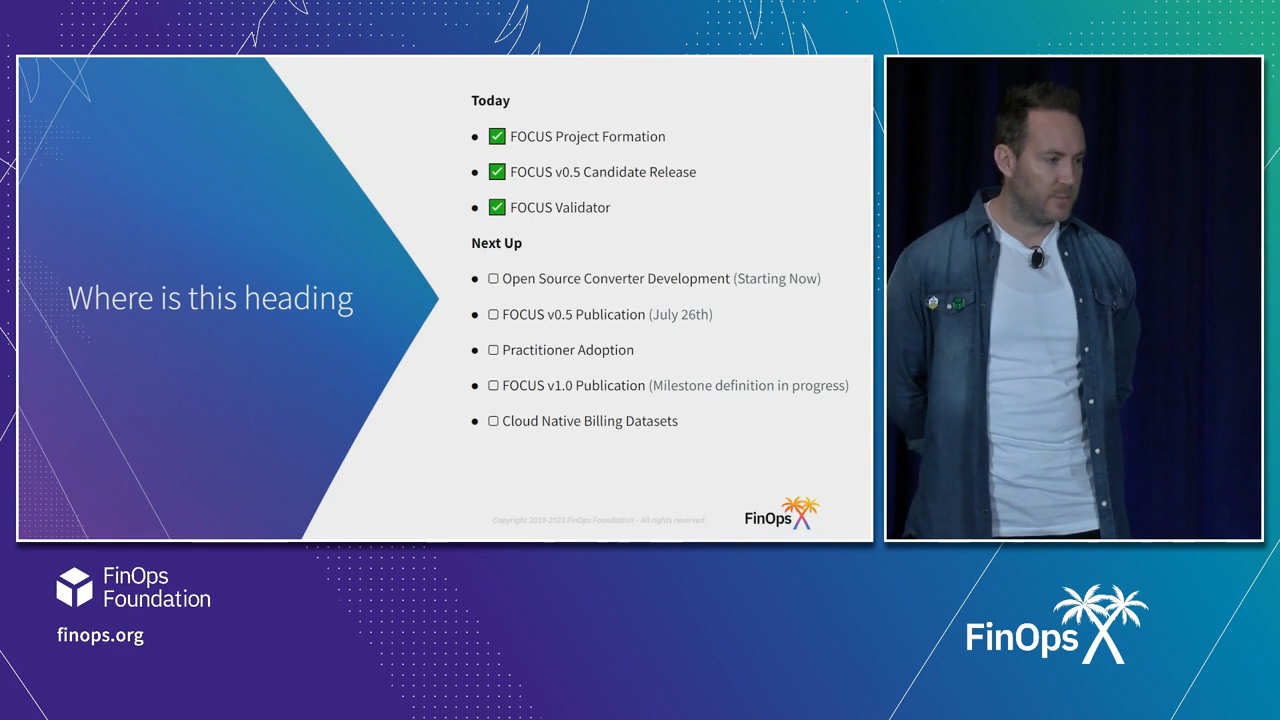 Where is this heading
Today
• ✅ FOCUS Project Formation
• ✅ FOCUS v0.5 Candidate Release
• ✅ FOCUS Validator
Next Up
• ☐ Open Source Converter Development (Starting Now)
• ☐ FOCUS v0.5 Publication (July 26th)
• ☐ Practitioner Adoption
• ☐ FOCUS v1.0 Publication (Milestone definition in progress)
• ☐ Cloud Native Billing Datasets
Copyright 2019-2023 FinOps Foundation – All rights reserved.
FinOps X
FinOps
Foundation
finops.org
FinOps X